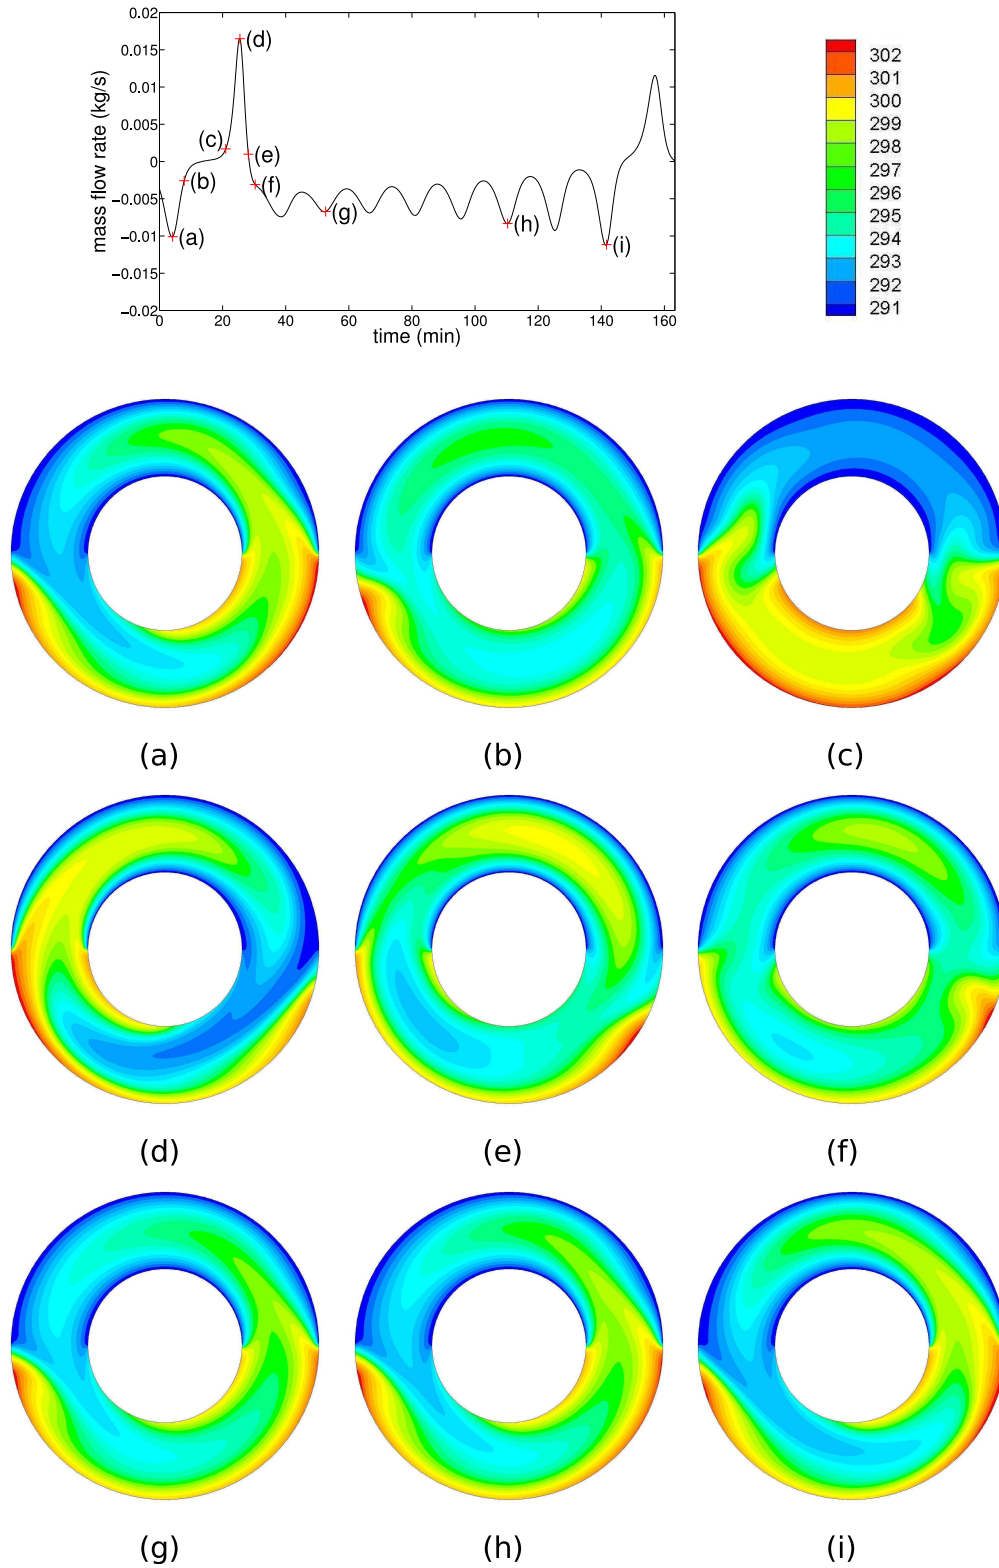 0.02
0.015
0.01
0.005
0
−0.005
−0.01
−0.015
−0.02
mass flow rate (kg/s)
(a)
(b)
(c)
(d)
(e)
(f)
(g)
(h)
(i)
0 20 40 60 80 100 120 140 160
time (min)
302
301
300
299
298
297
296
295
294
293
292
291
(a) (b) (c)
(d) (e) (f)
(g) (h) (i)